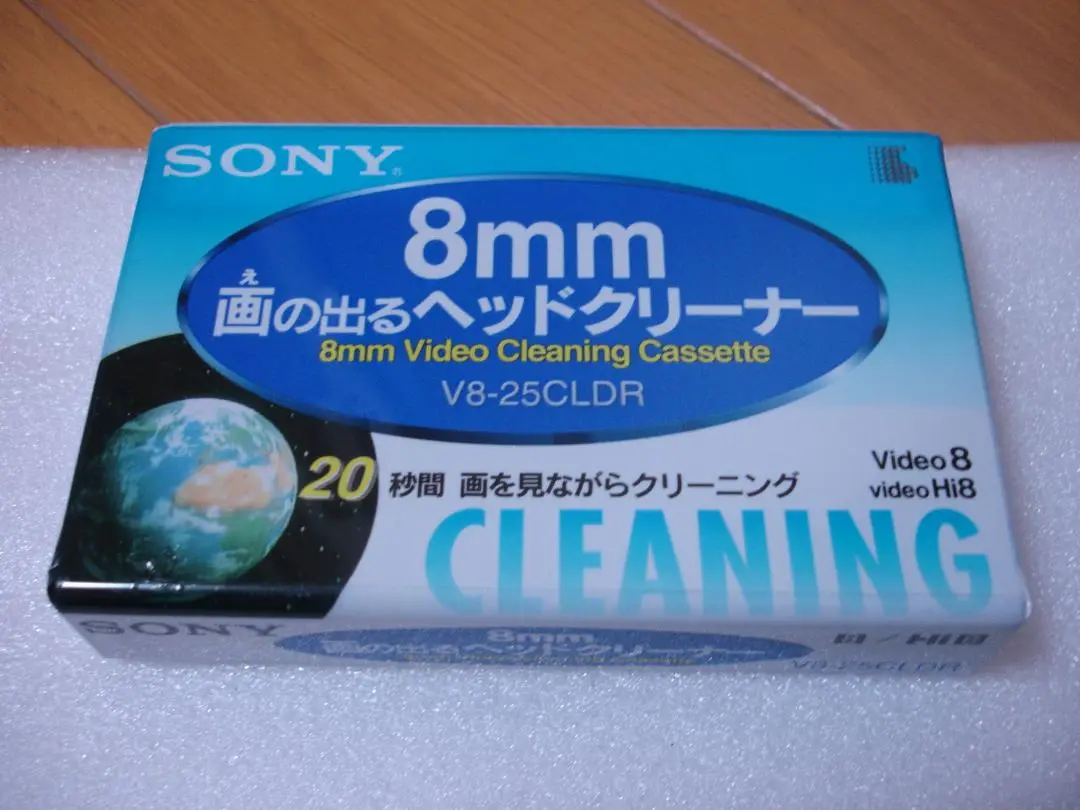 SONY
8mm
え
画の出るヘッドクリーナー
8mm Video Cleaning Cassette
V8-25CLDR
20 秒間 画を見ながらクリーニング
Video 8
video Hi8
CLEANING
SONY
8mm
画の出るヘッドクリーナー
V8-25CLDR